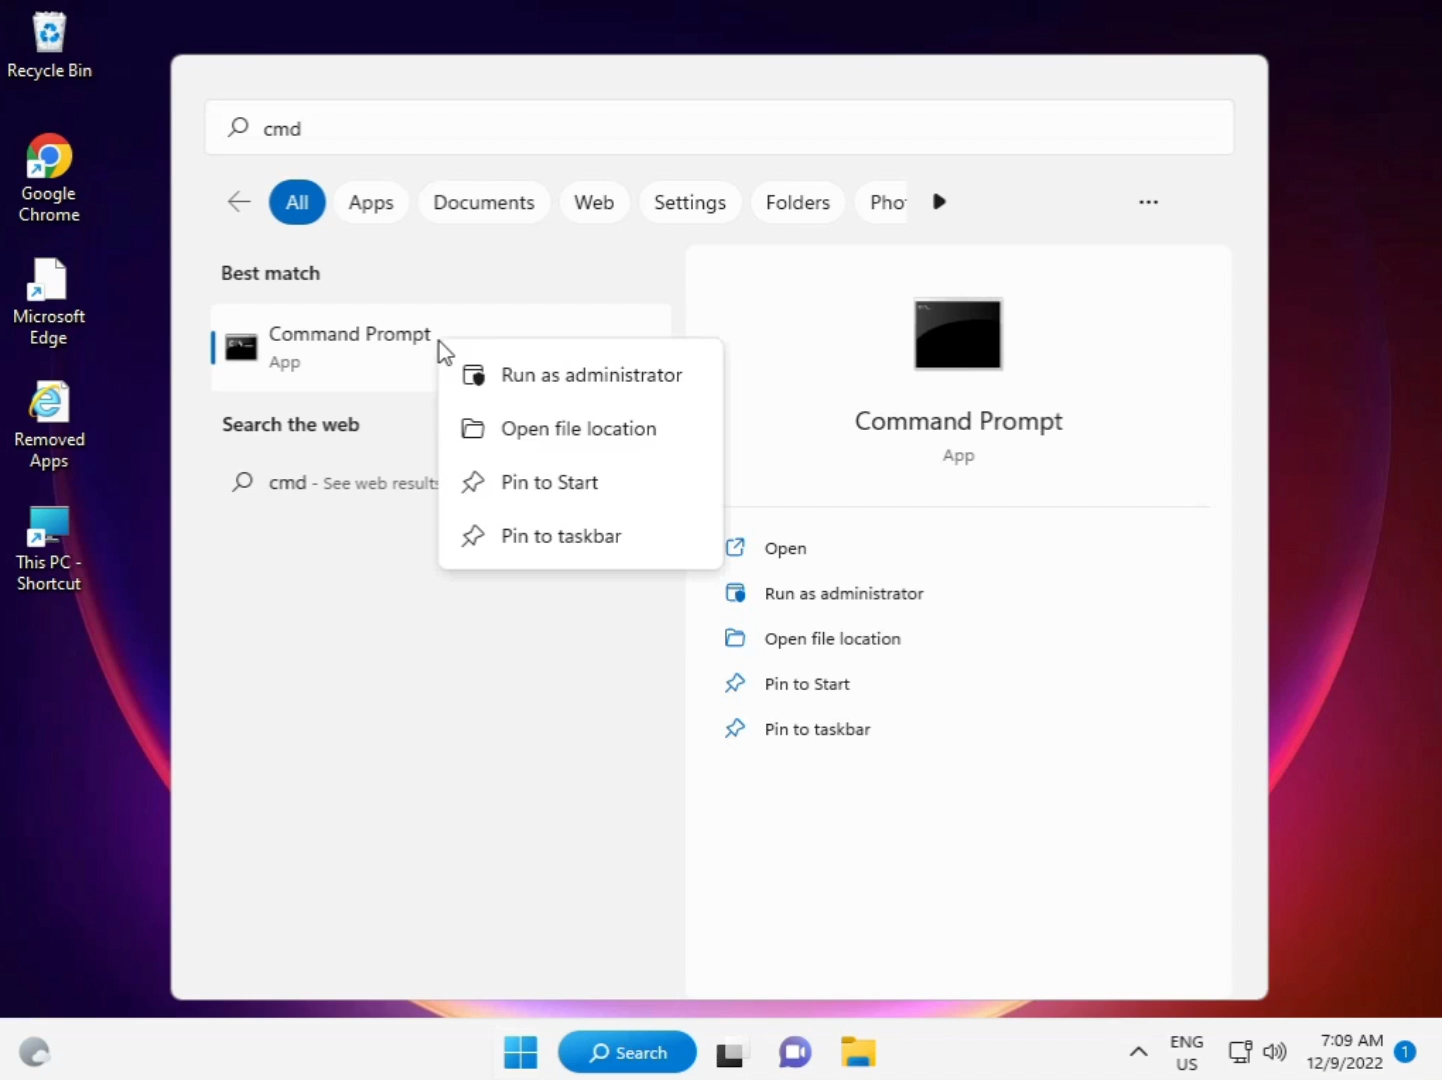 Recycle Bin
Google
Chrome
Microsoft
Edge
Removed
Apps
This PC -
Shortcut
cmd
All
Apps
Documents
Web
Settings
Folders
Best match
Command Prompt
App
Search the web
cmd - See web results
Run as administrator
Open file location
Pin to Start
Pin to taskbar
Command Prompt
App
Open
Run as administrator
Open file location
Pin to Start
Pin to taskbar
Search
ENG
US
7:09 AM
12/9/2022
1